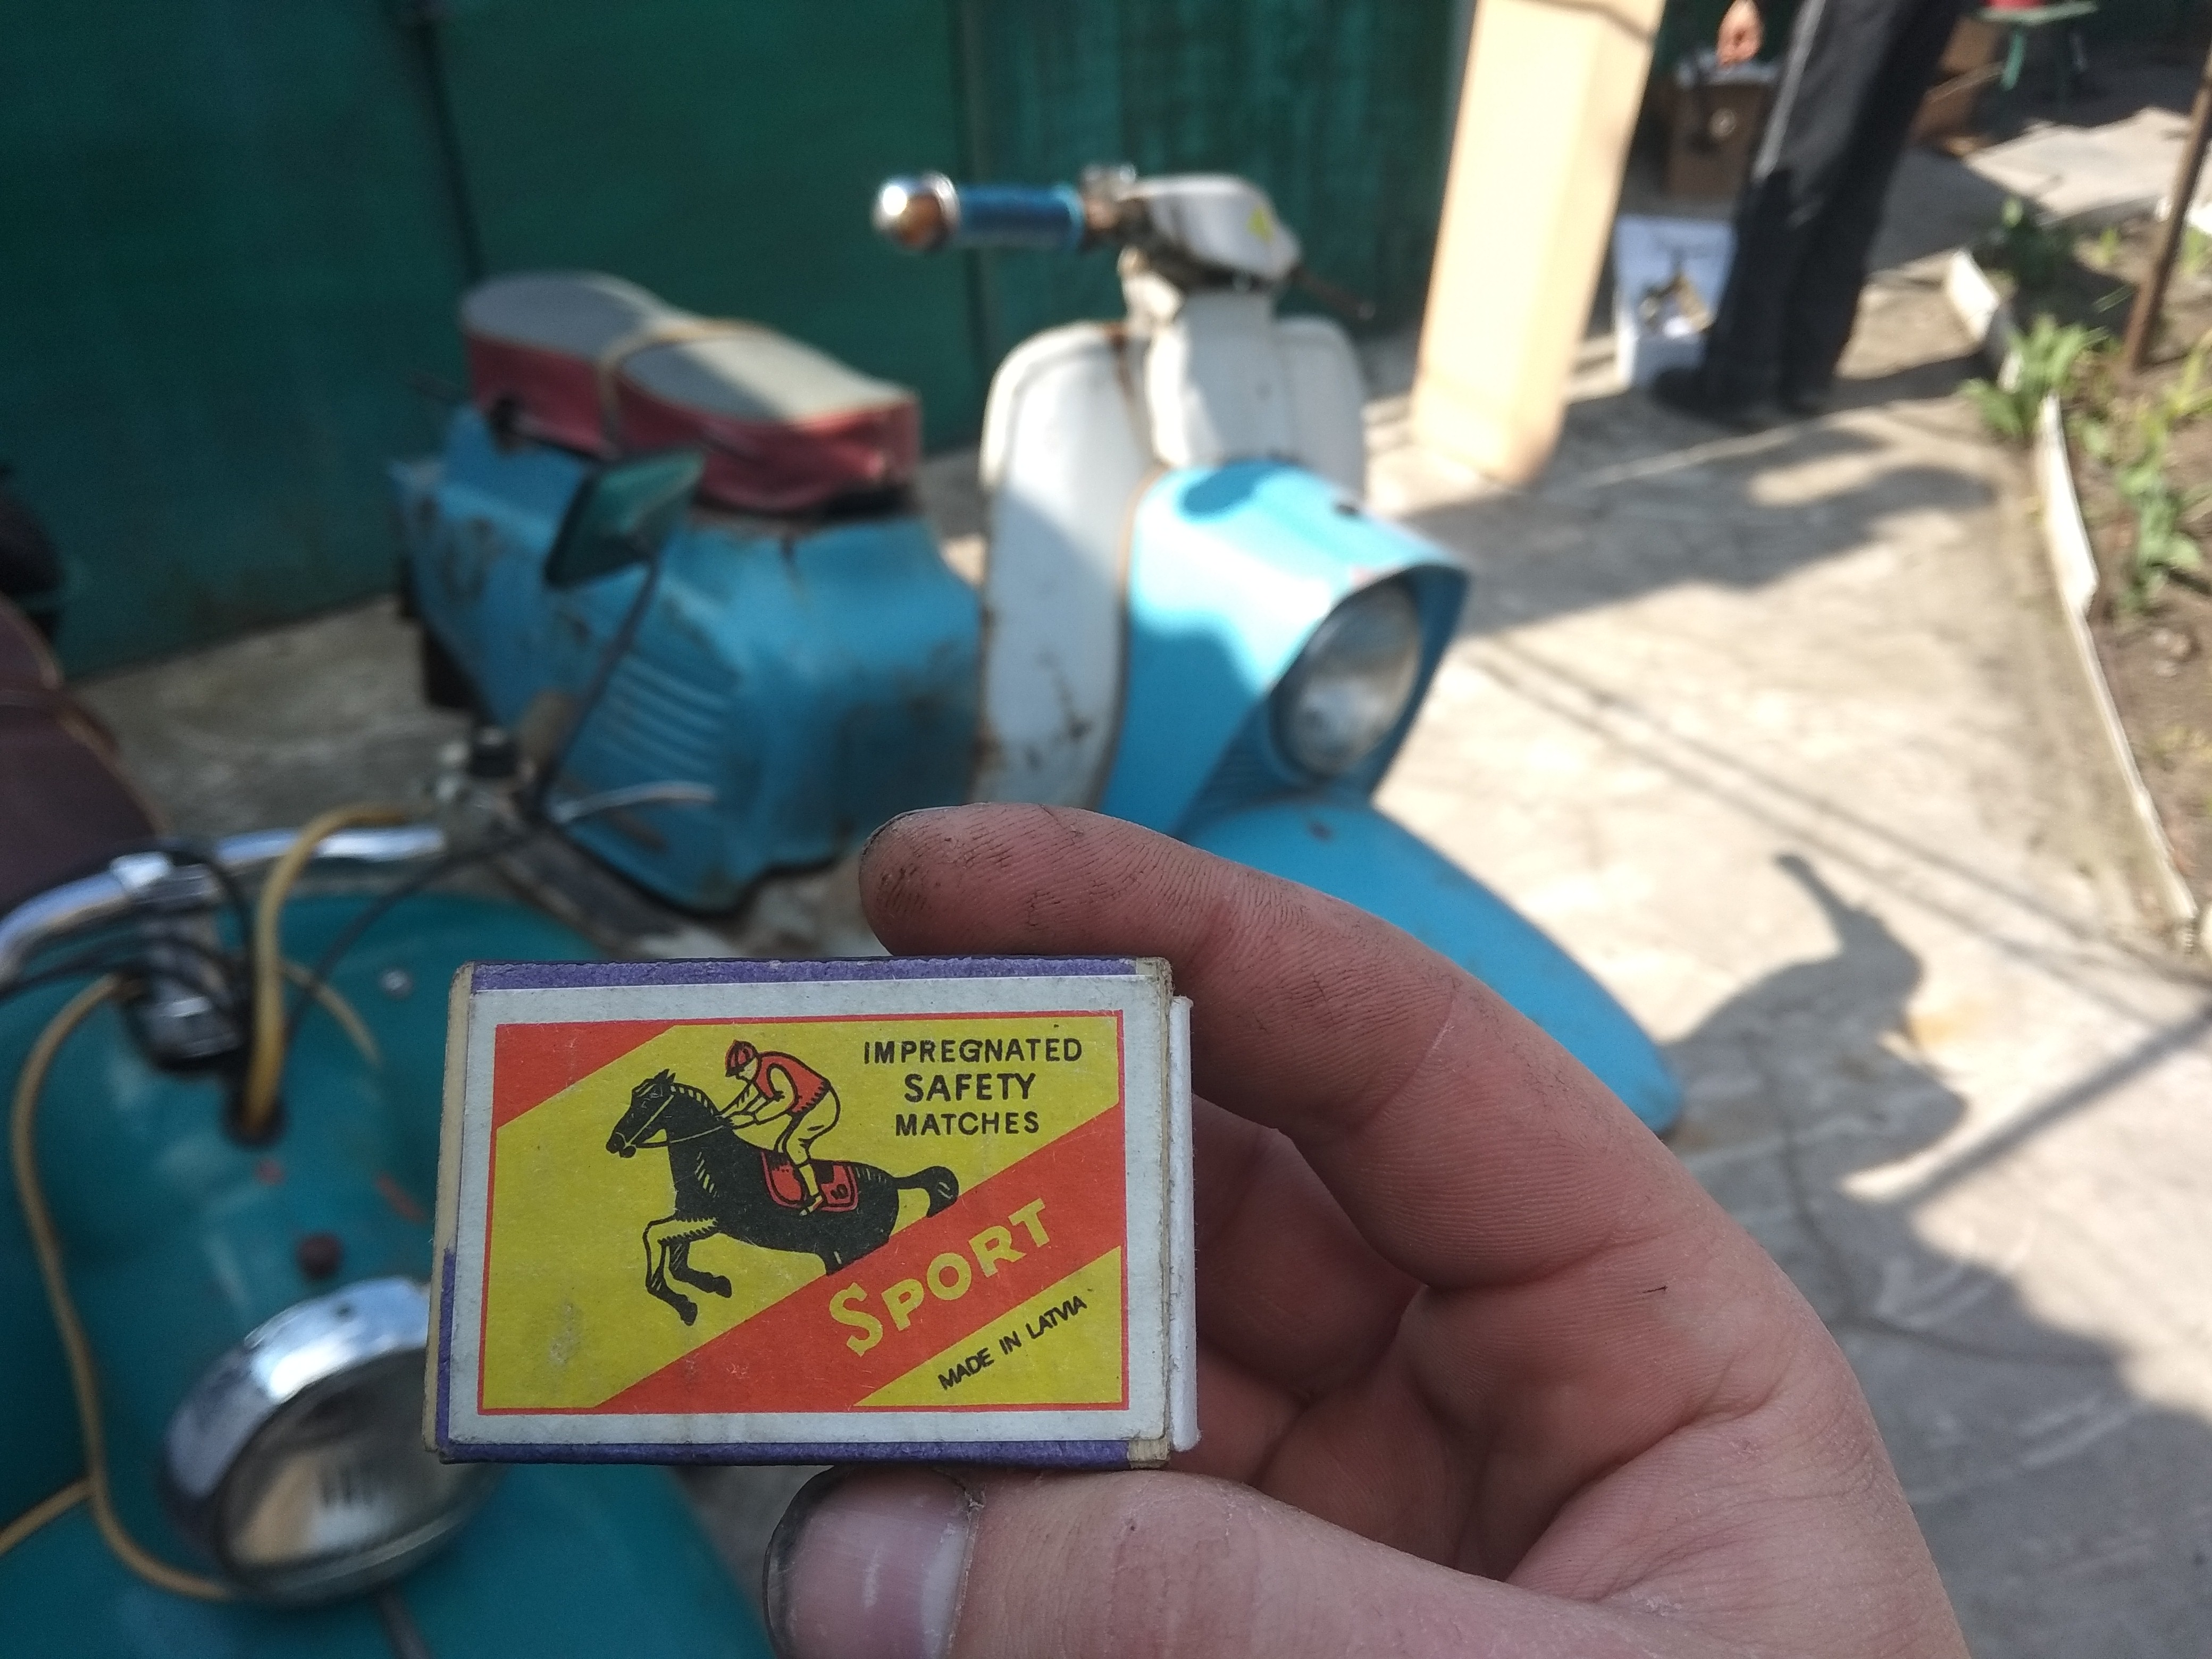 IMPREGNATED
SAFETY
MATCHES
SPORT
MADE IN LATVIA